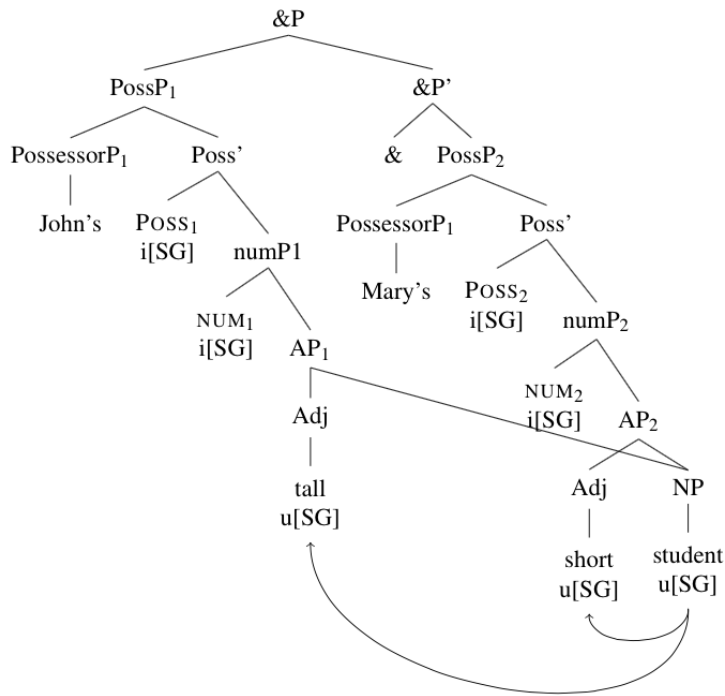 &P
PossP1 &P'
PossessorP1 Poss' & PossP2
John's POSS1 numP1 PossessorP1 Poss'
i[SG]
Mary's POSS2 numP2
i[SG]
NUM1 AP1
i[SG]
NUM2 AP2
i[SG]
Adj
tall Adj NP
u[SG]
short student
u[SG] u[SG]